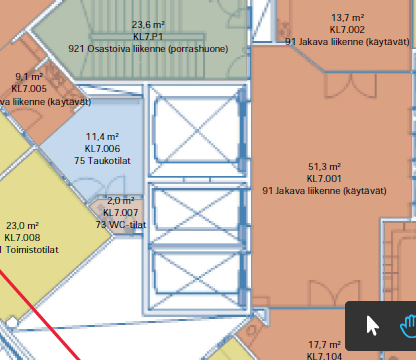 23,6 m²
KL7.P1
921 Osastoiva liikenne (porrashuone)
13,7 m²
KL7.002
91 Jakava liikenne (käytävät)
9,1 m²
KL7.005
va liikenne (käytävät)
11,4 m²
KL7.006
75 Taukotilat
51,3 m²
KL7.001
91 Jakava liikenne (käytävät)
2,0 m²
KL7.007
73 WC-tilat
23,0 m²
KL7.008
Toimistotilat
17,7 m²
KL7.104